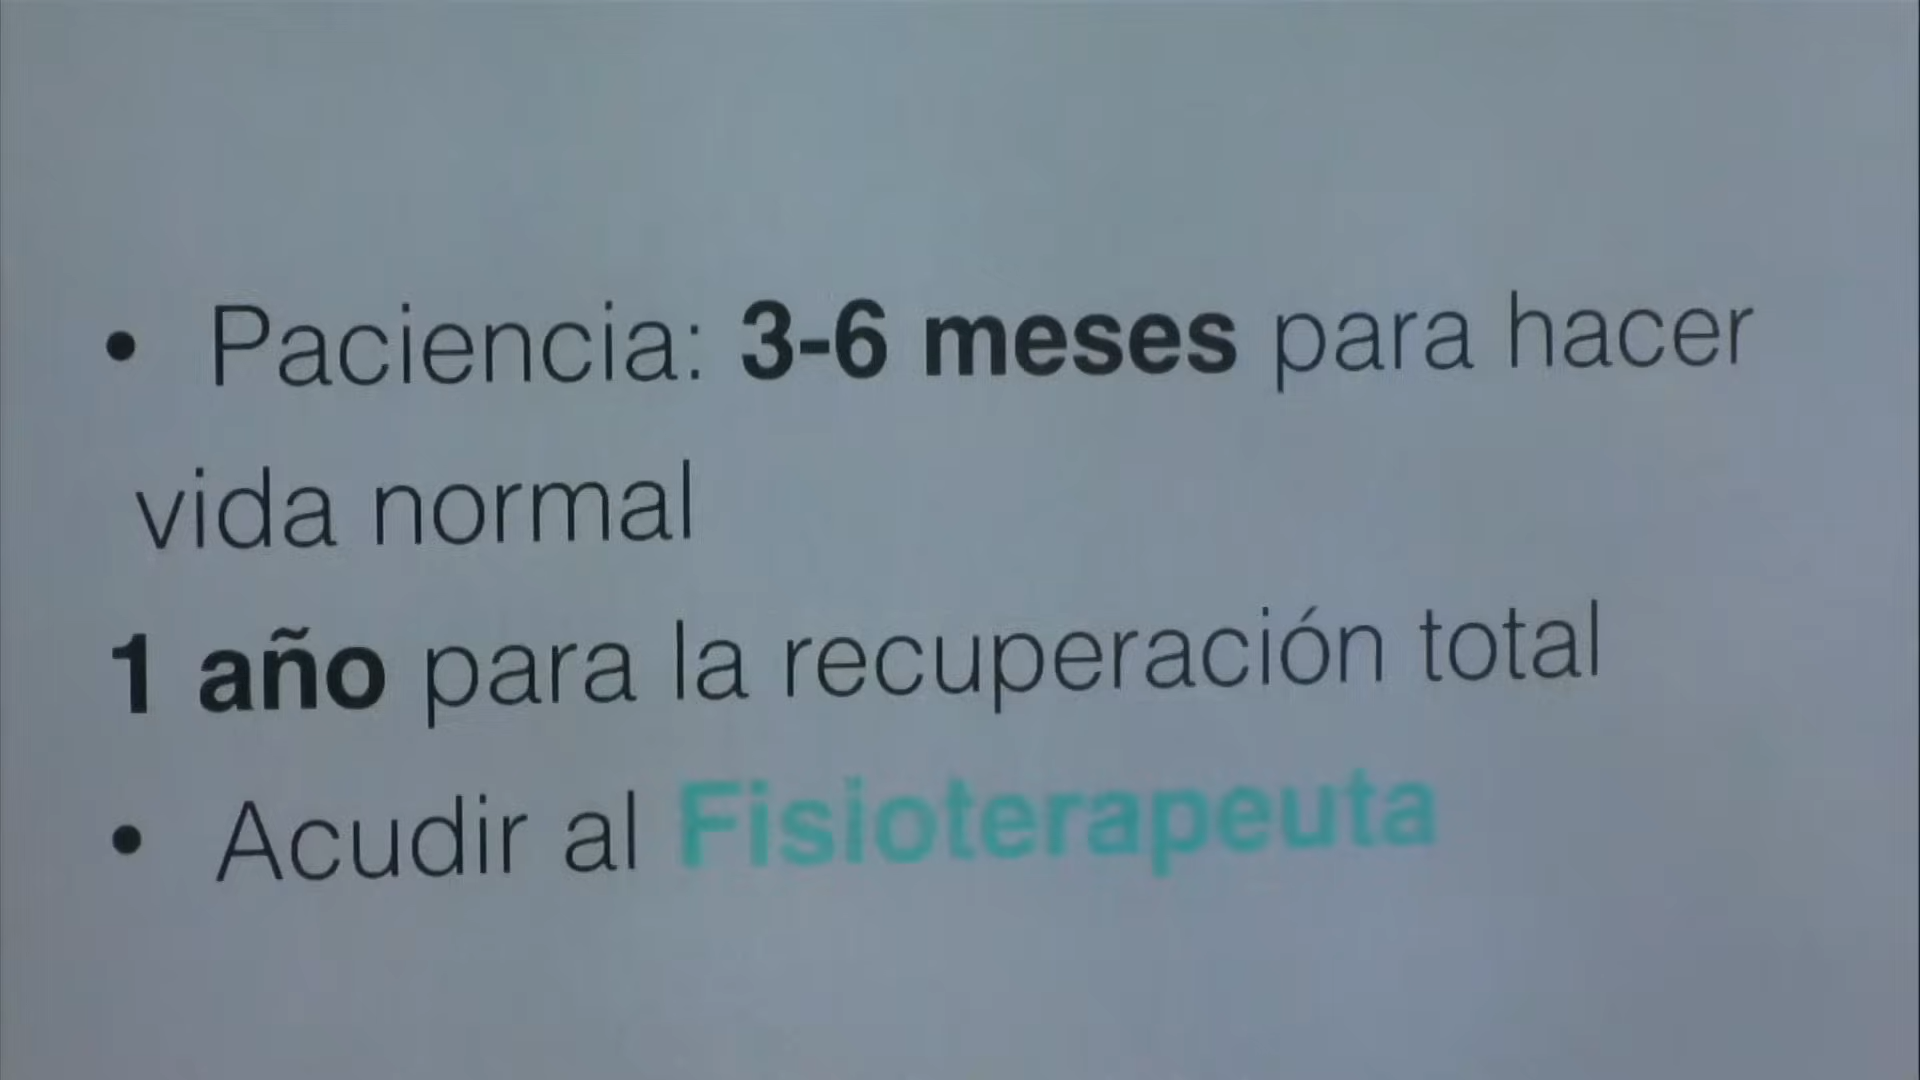 • Paciencia: 3-6 meses para hacer
vida normal
1 año para la recuperación total
• Acudir al Fisioterapeuta